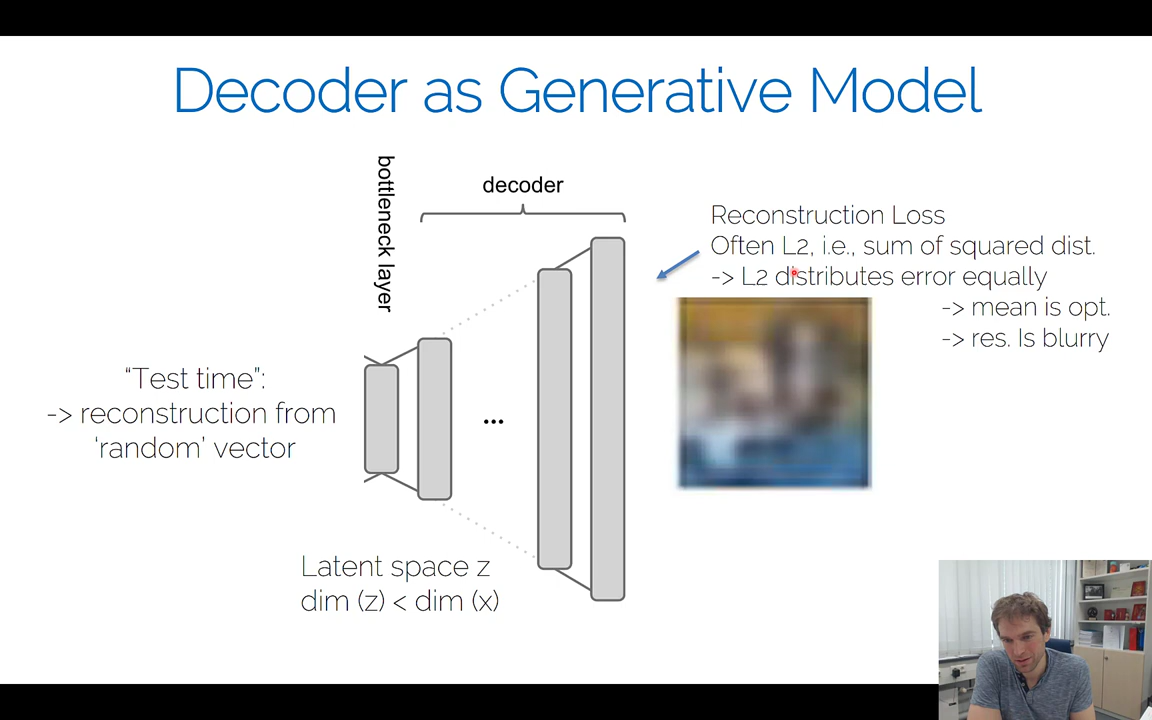 Decoder as Generative Model
bottleneck layer
decoder
Reconstruction Loss
Often L2, i.e., sum of squared dist.
-> L2 distributes error equally
-> mean is opt.
-> res. Is blurry
“Test time”:
-> reconstruction from
‘random’ vector
...
Latent space z
dim (z) < dim (x)